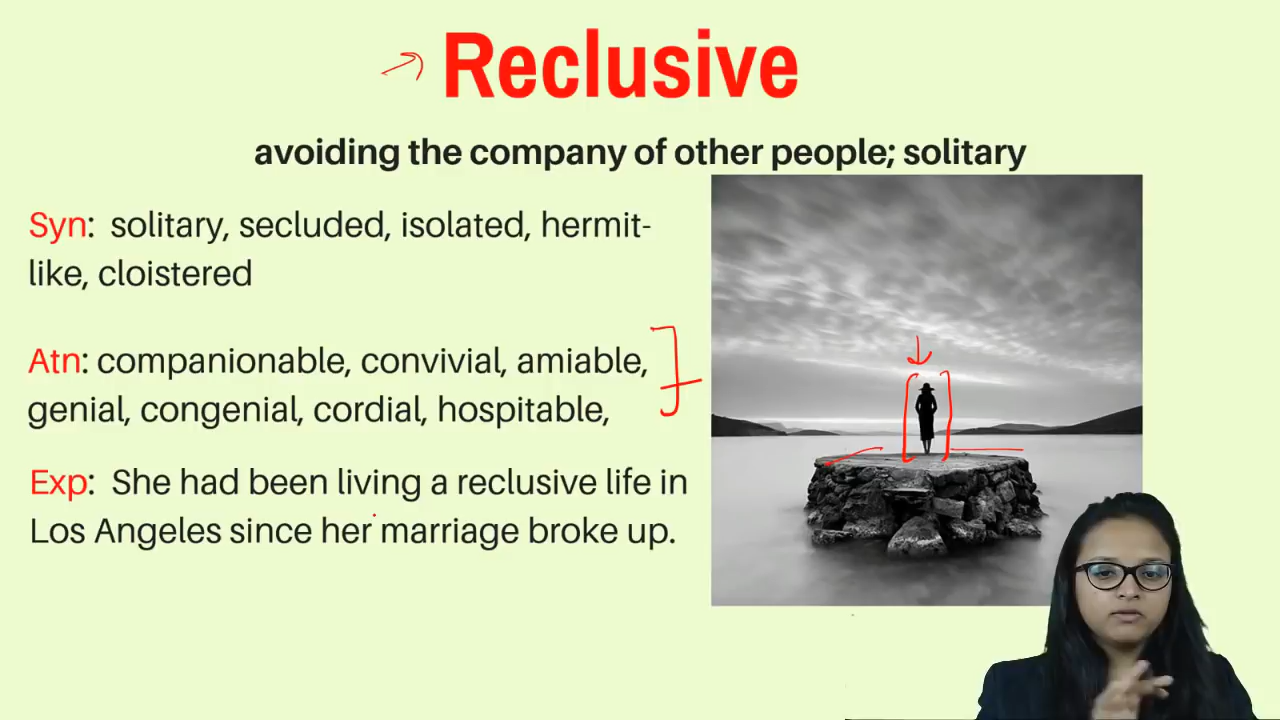 Reclusive
avoiding the company of other people; solitary
Syn: solitary, secluded, isolated, hermit-
like, cloistered
Atn: companionable, convivial, amiable,
genial, congenial, cordial, hospitable,
Exp: She had been living a reclusive life in
Los Angeles since her marriage broke up.